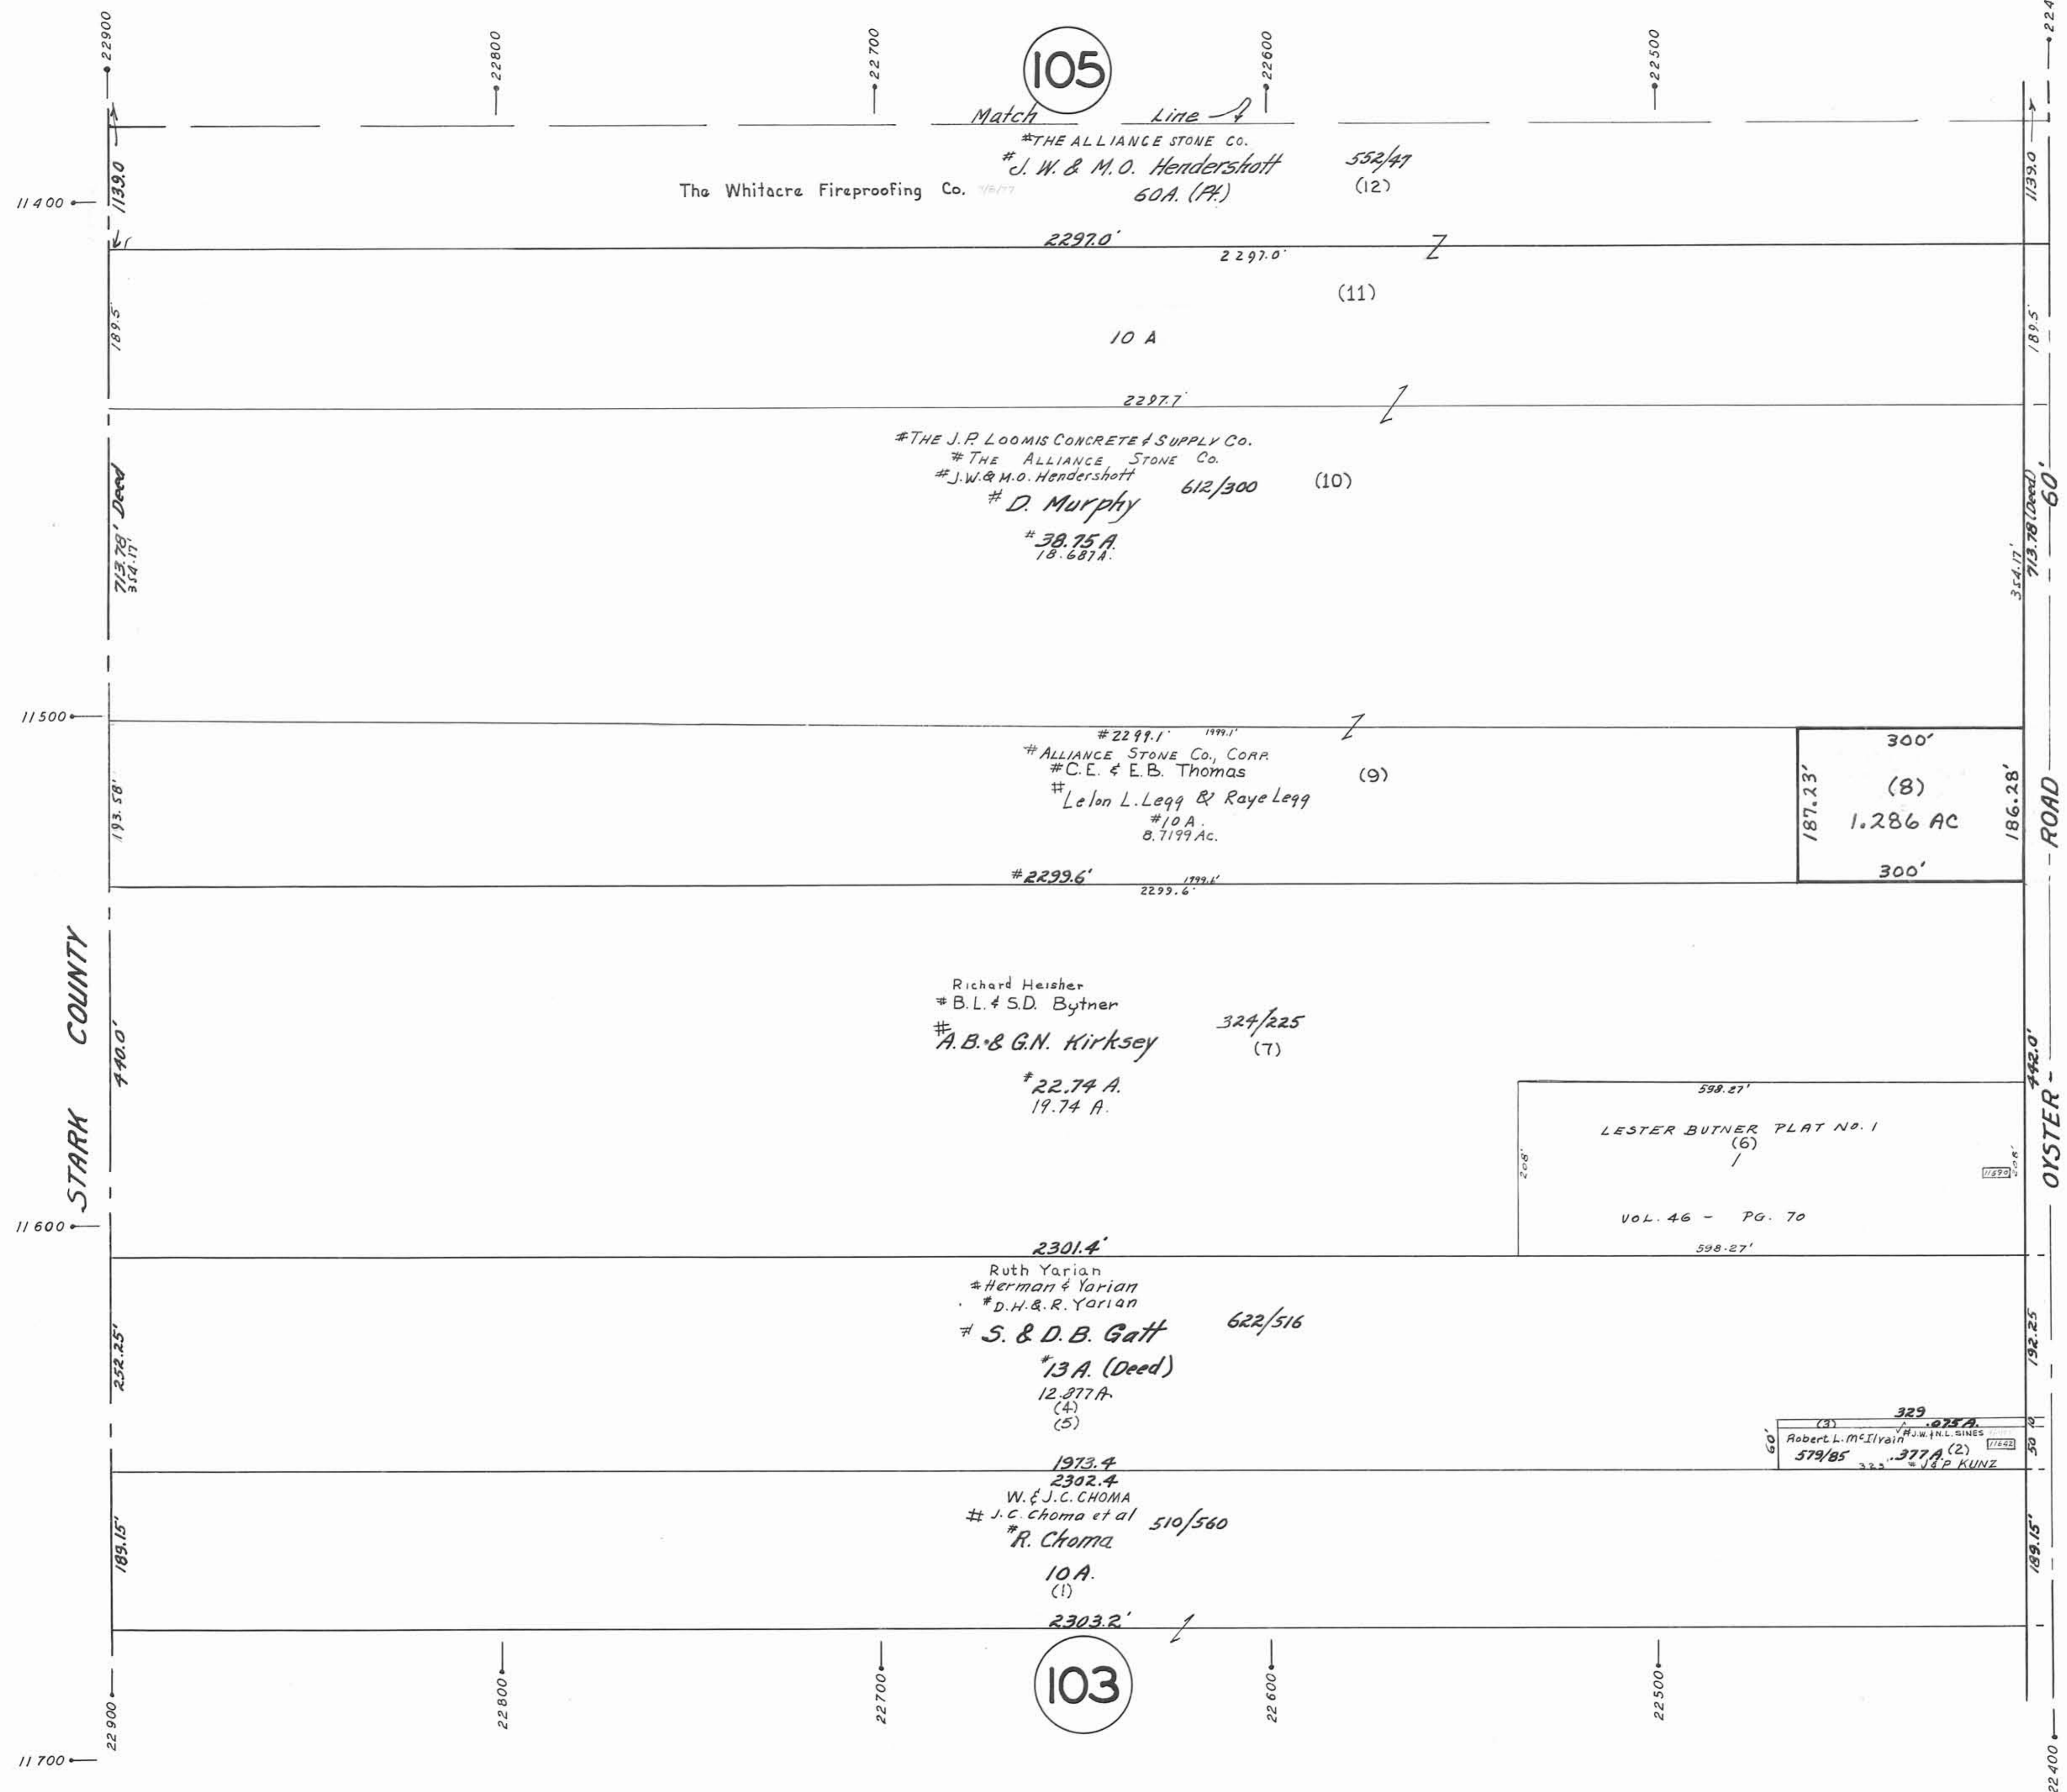 22900
22800
22700
105
22600
22500
Match Line
#THE ALLIANCE STONE CO.
# J. W. & M.O. Hendershott 552/47
The Whitacre Fireproofing Co. 60A. (Pt.) (12)
11400
1139.0
1139.0
2297.0'
2297.0'
(11)
189.5'
10 A
189.5'
2297.7'
#THE J.P. LOOMIS CONCRETE & SUPPLY CO.
# THE ALLIANCE STONE CO.
# J.W. & M.O. Hendershott 612/300 (10)
# D. Murphy
# 38.75 A.
18.687 A.
713.78' Deed
354.17'
354.17'
713.78 (Deed)
60'
11500
#2299.1' 1999.1'
# ALLIANCE STONE CO., CORP.
# C.E. & E.B. Thomas (9)
# Lelon L. Legg & Raye Legg
#10 A.
8.7199 Ac.
193.58'
300'
187.23'
(8)
1.286 AC
186.28'
300'
#2299.6' 1999.6'
2299.6'
STARK COUNTY
OYSTER - ROAD
Richard Heisher
# B.L. & S.D. Bytner
# A.B. & G.N. Kirksey 324/225
(7)
# 22.74 A.
19.74 A.
440.0'
442.0'
598.27'
LESTER BUTNER PLAT NO. 1
(6)
1
208'
11590
208'
VOL. 46 - PG. 70
598.27'
11600
2301.4'
Ruth Yarian
# Herman & Yarian
# D.H. & R. Yarian
# S. & D.B. Gatt 622/516
# 13 A. (Deed)
12.877 A.
(4)
(5)
252.25'
192.25
329
(3) .075 A.
10
Robert L. McIlvain # J.W. & N.L. SINES
11642
60'
579/85 .377 A. (2)
50
= J & P KUNZ
1973.4
2302.4
W. & J.C. CHOMA
# J.C. Choma et al 510/560
# R. Choma
10 A.
(1)
189.15'
189.15'
2303.2'
103
22900
22800
22700
22600
22500
22400
11700